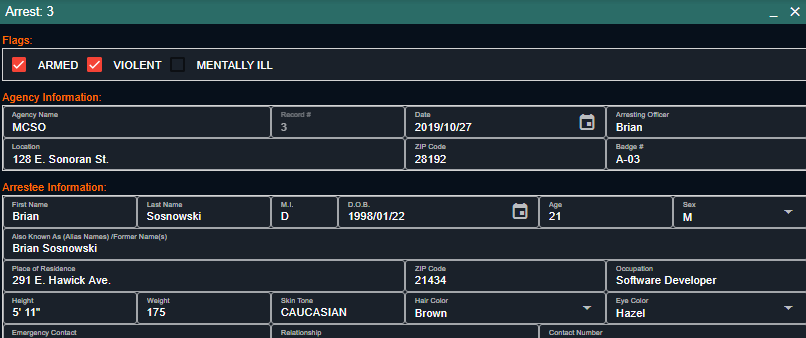 Arrest: 3
Flags:
ARMED VIOLENT MENTALLY ILL
Agency Information:
Agency Name Record # Date Arresting Officer
MCSO 3 2019/10/27 Brian
Location ZIP Code Badge #
128 E. Sonoran St. 28192 A-03
Arrestee Information:
First Name Last Name M.I. D.O.B. Age Sex
Brian Sosnowski D 1998/01/22 21 M
Also Known As (Alias Names) /Former Name(s)
Brian Sosnowski
Place of Residence ZIP Code Occupation
291 E. Hawick Ave. 21434 Software Developer
Height Weight Skin Tone Hair Color Eye Color
5' 11" 175 CAUCASIAN Brown Hazel
Emergency Contact Relationship Contact Number